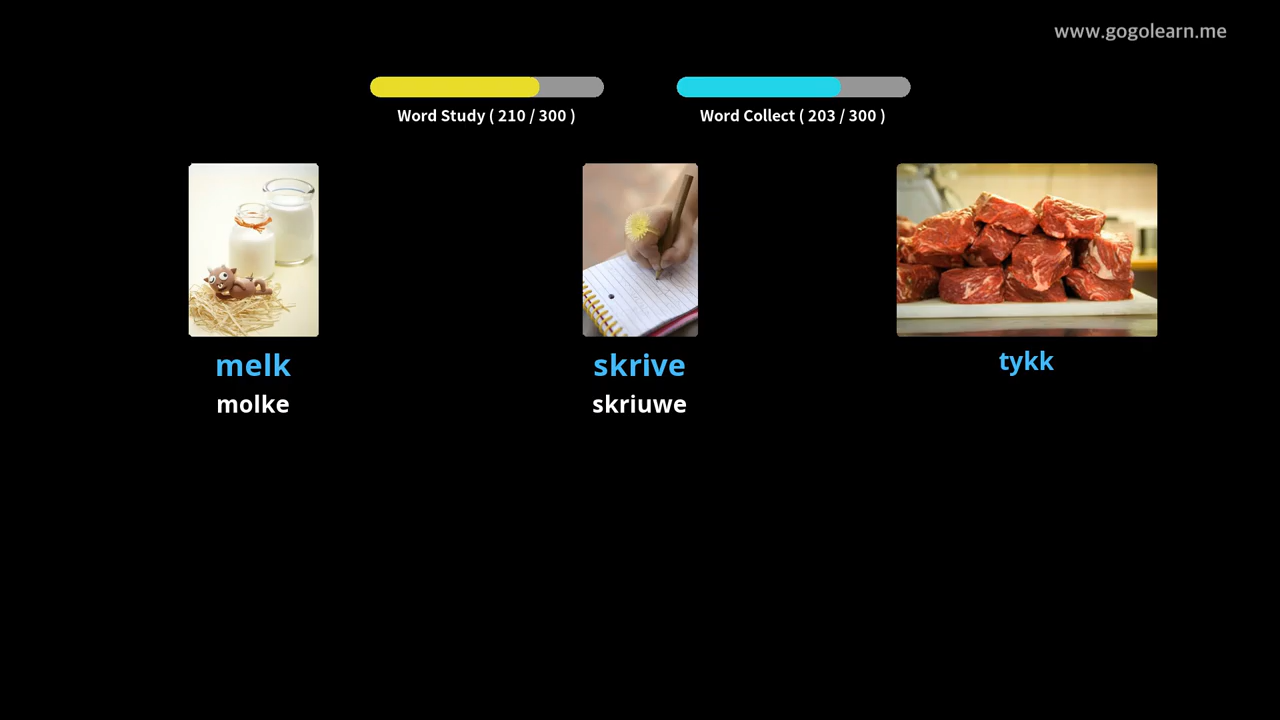 www.gogolearn.me
Word Study ( 210 / 300 )
Word Collect ( 203 / 300 )
melk
molke
skrive
skriuwe
tykk